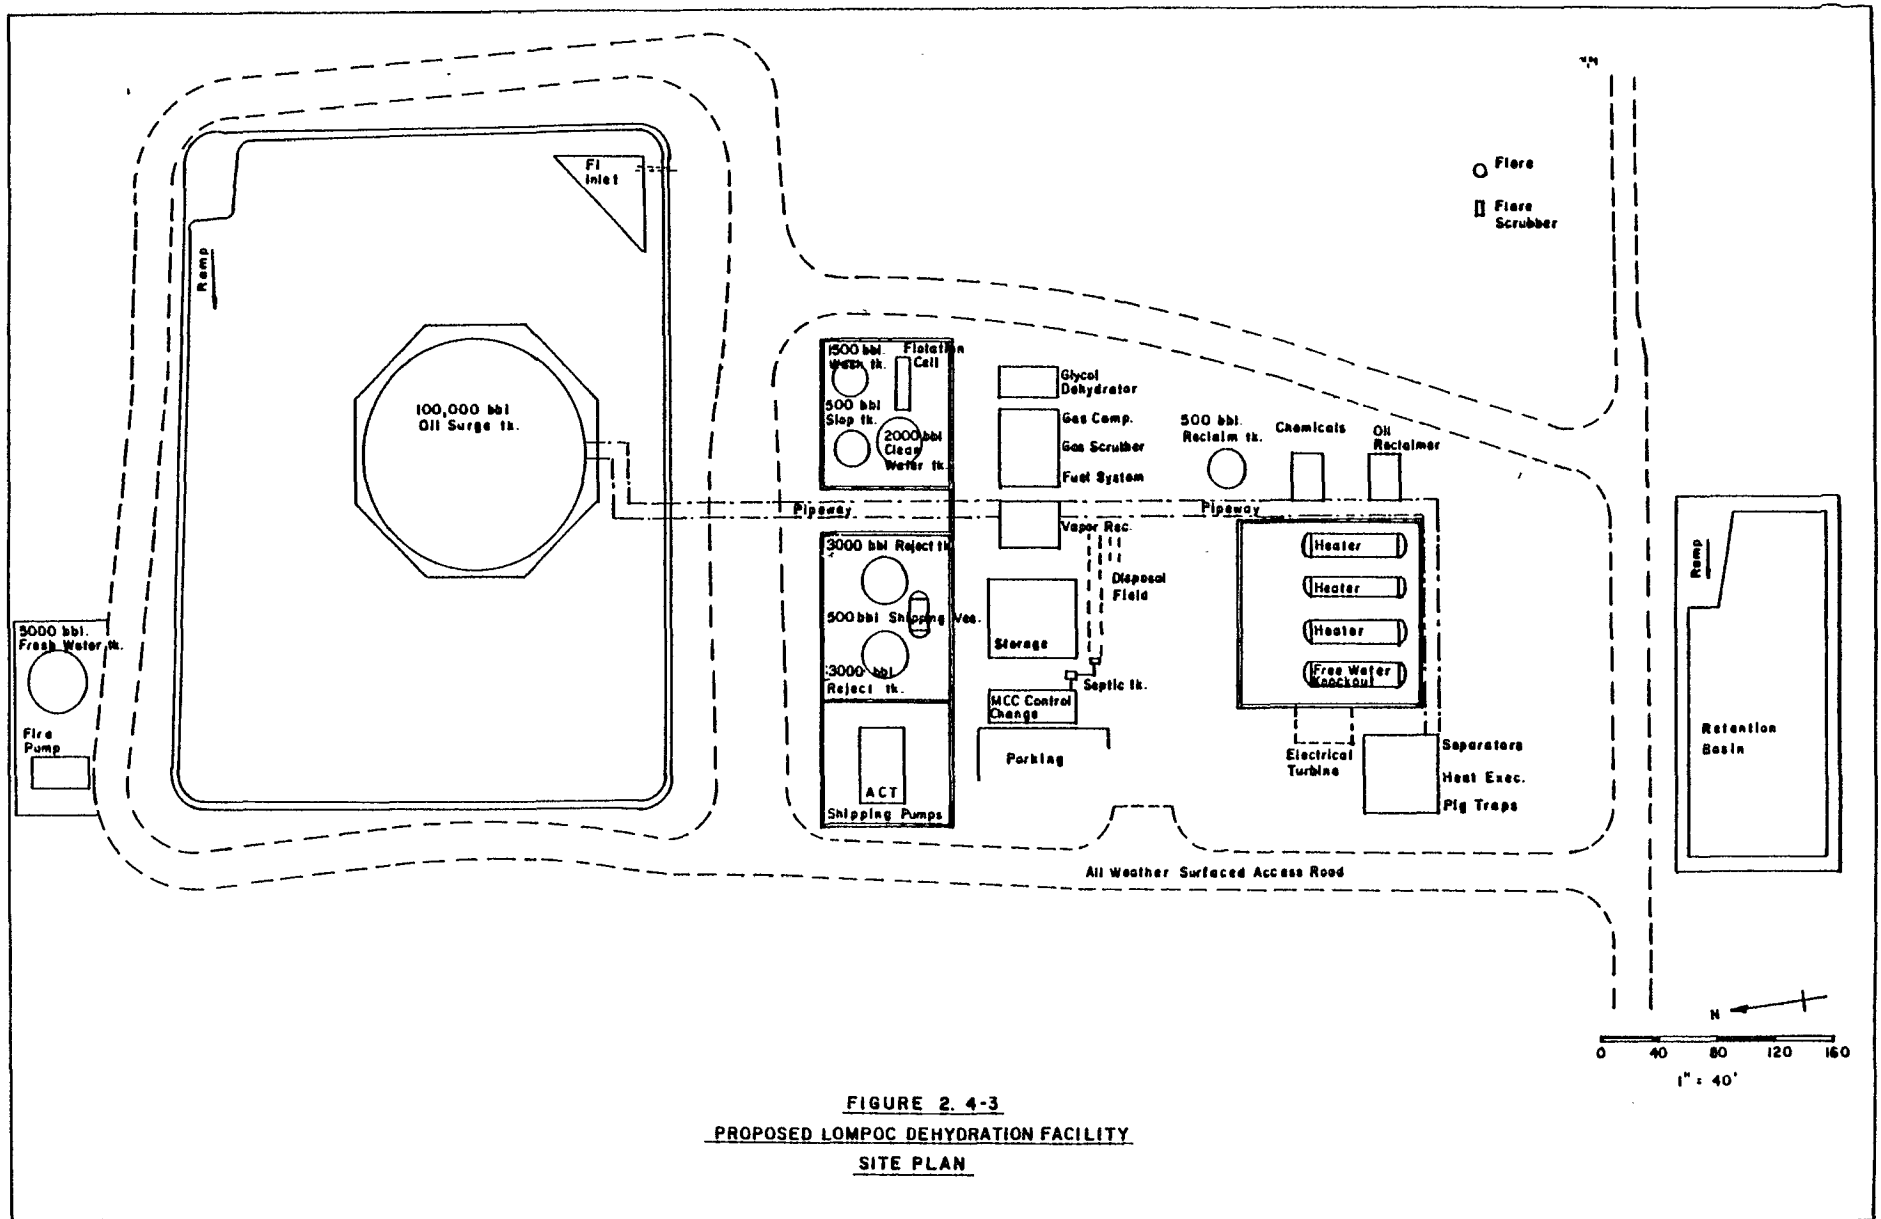 Flare
Flare
Scrubber
FI
Inlet
Ramp
100,000 bbl
Oil Surge tk.
1500 bbl.
Wash tk.
Flotation
Cell
500 bbl
Slop tk.
2000 bbl
Clean
Water tk.
Glycol
Dehydrator
Gas Comp.
Gas Scrubber
Fuel System
500 bbl.
Reclaim tk.
Chemicals
Oil
Reclaimer
Pipeway
Pipeway
Vapor Rec.
3000 bbl Reject tk
500 bbl Shipping Ves.
3000 bbl
Reject tk.
Storage
Disposal
Field
Septic tk.
MCC Control
Change
Parking
ACT
Shipping Pumps
Heater
Heater
Heater
Free Water
Knockout
Electrical
Turbine
Separators
Heat Exec.
Pig Traps
Ramp
Retention
Basin
5000 bbl.
Fresh Water tk.
Fire
Pump
All Weather Surfaced Access Road
N
0 40 80 120 160
1" = 40'
FIGURE 2. 4-3
PROPOSED LOMPOC DEHYDRATION FACILITY
SITE PLAN